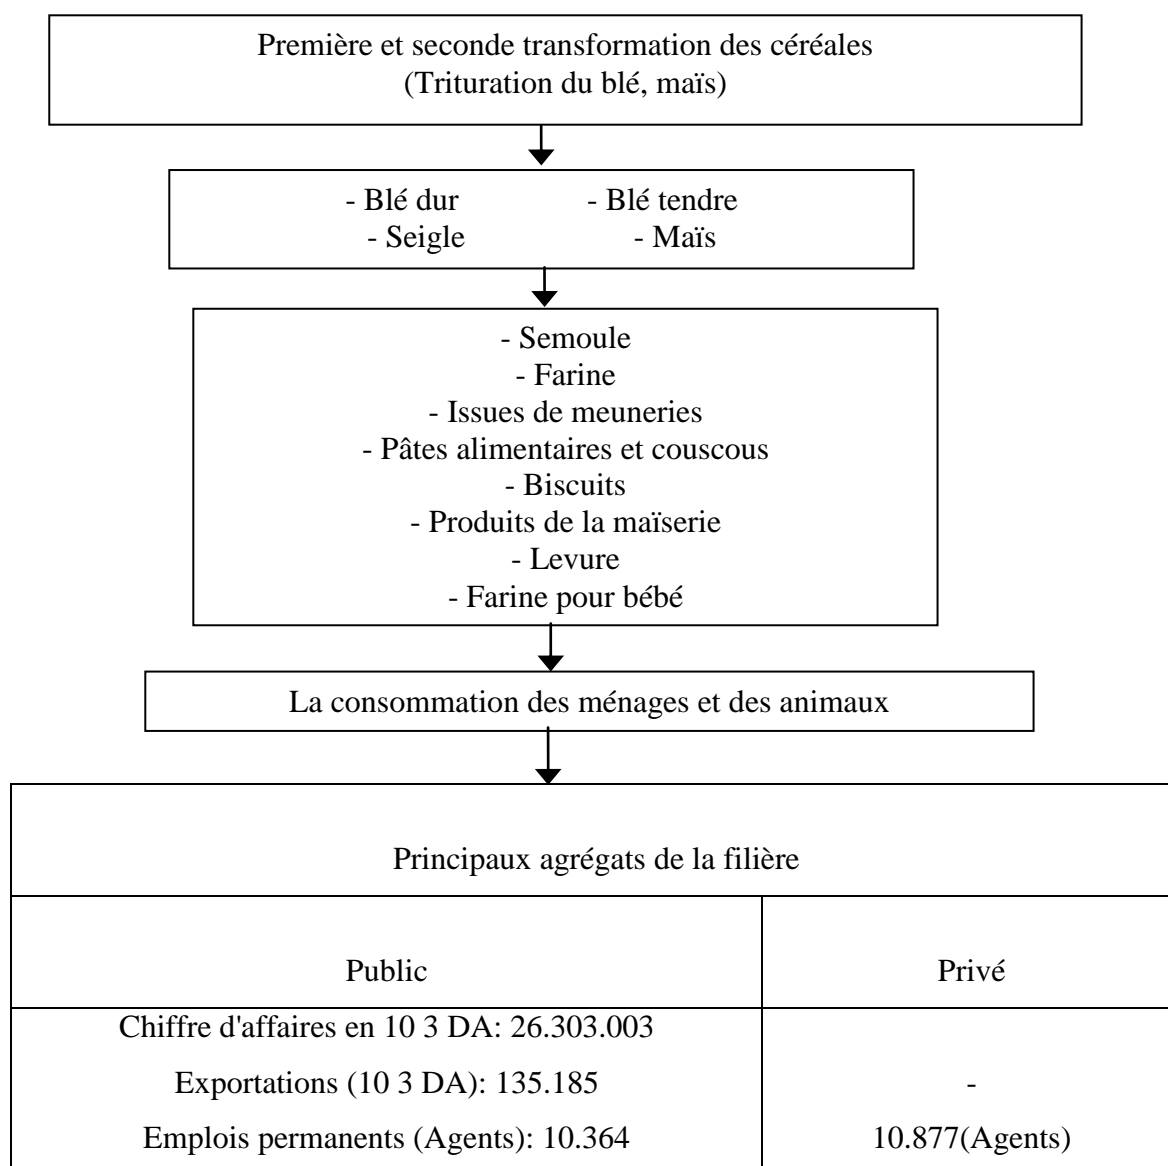 Première et seconde transformation des céréales
(Trituration du blé, maïs)
- Blé dur - Blé tendre
- Seigle - Maïs
- Semoule
- Farine
- Issues de meuneries
- Pâtes alimentaires et couscous
- Biscuits
- Produits de la maïserie
- Levure
- Farine pour bébé
La consommation des ménages et des animaux
Principaux agrégats de la filière
Public Privé
Chiffre d'affaires en 10 3 DA: 26.303.003
Exportations (10 3 DA): 135.185 -
Emplois permanents (Agents): 10.364 10.877(Agents)